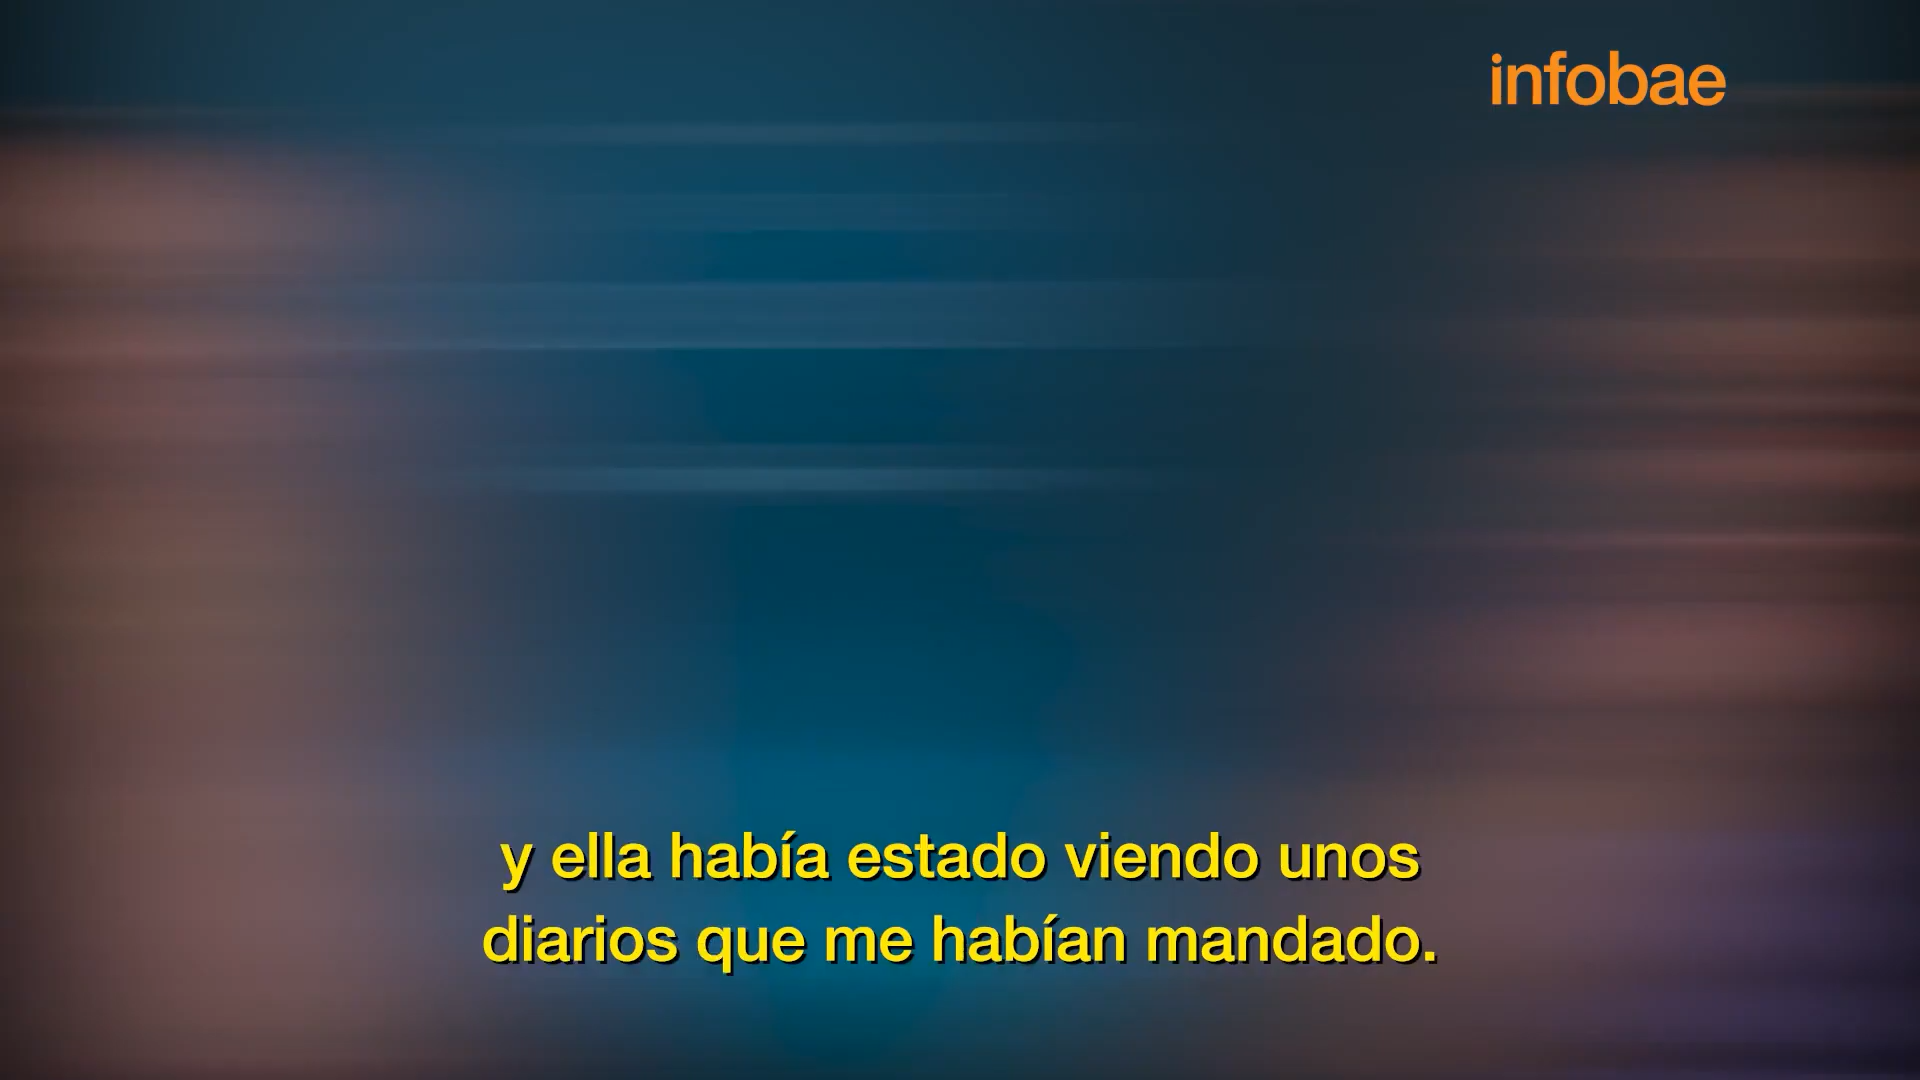 infobae
y ella había estado viendo unos
diarios que me habían mandado.